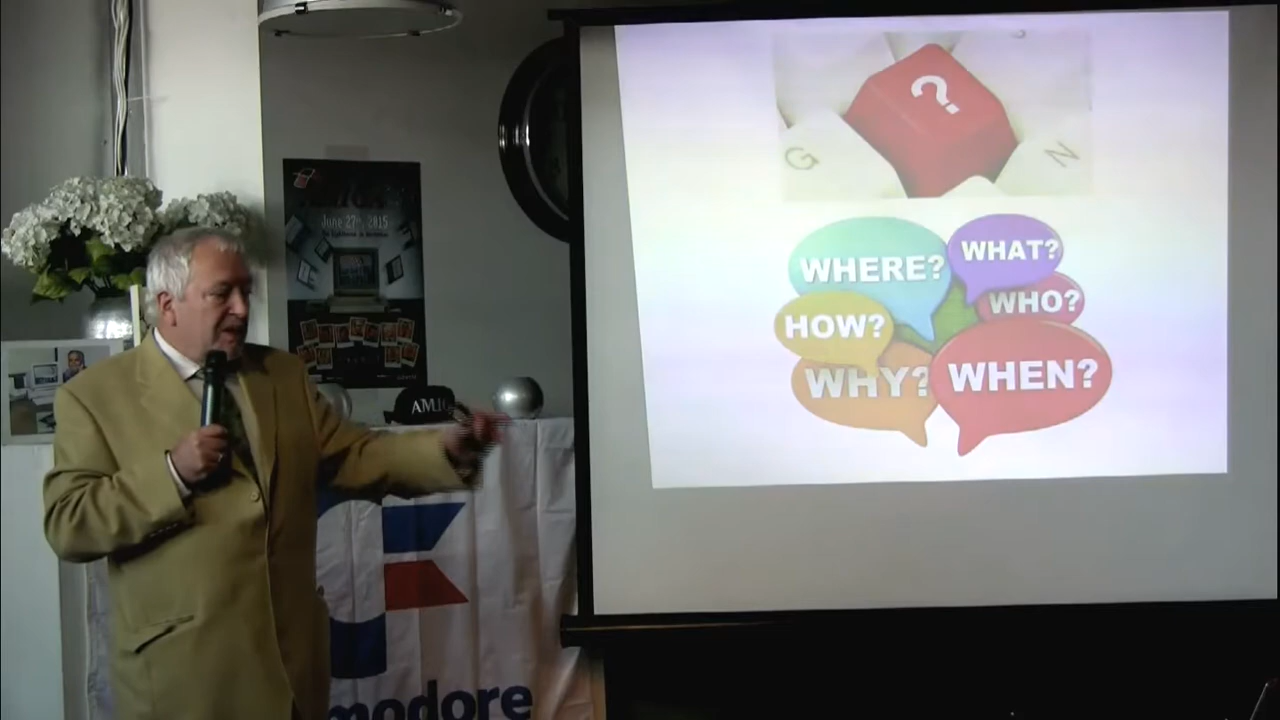 ?
G
N
WHERE?
WHAT?
HOW?
WHO?
WHY?
WHEN?
June 27th, 2015
AMIG
modore